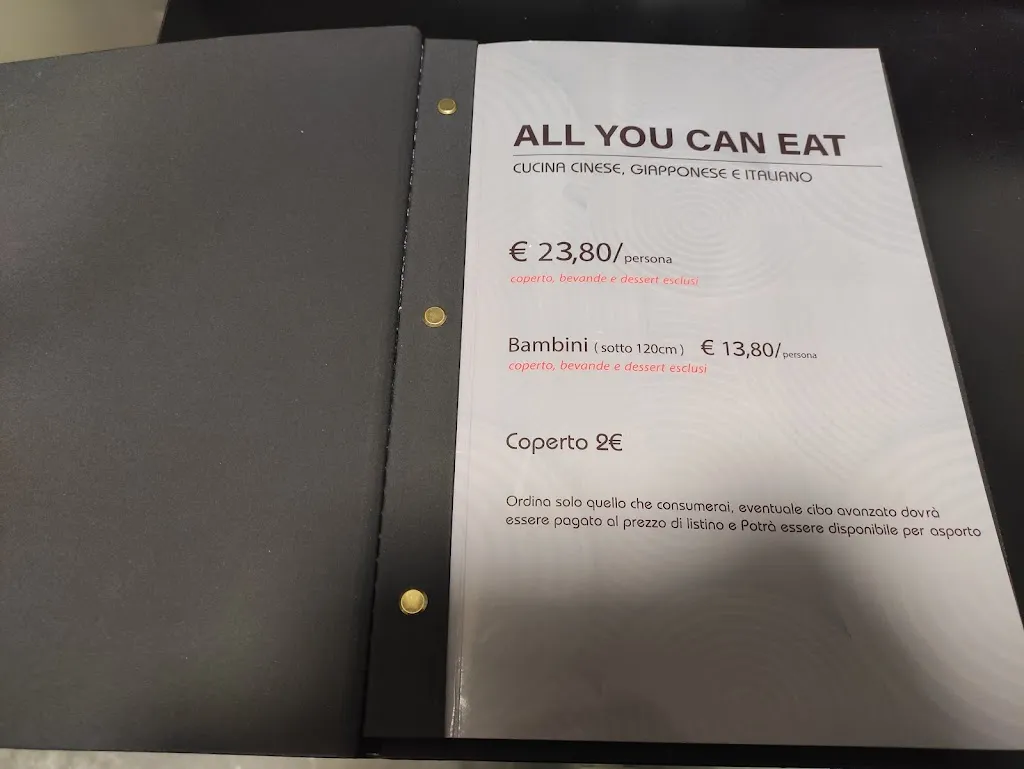 ALL YOU CAN EAT
CUCINA CINESE, GIAPPONESE E ITALIANO
€ 23,80/persona
coperto, bevande e dessert esclusi
Bambini ( sotto 120cm ) € 13,80/persona
coperto, bevande e dessert esclusi
Coperto 2€
Ordina solo quello che consumerai, eventuale cibo avanzato dovrà
essere pagato al prezzo di listino e Potrà essere disponibile per asporto